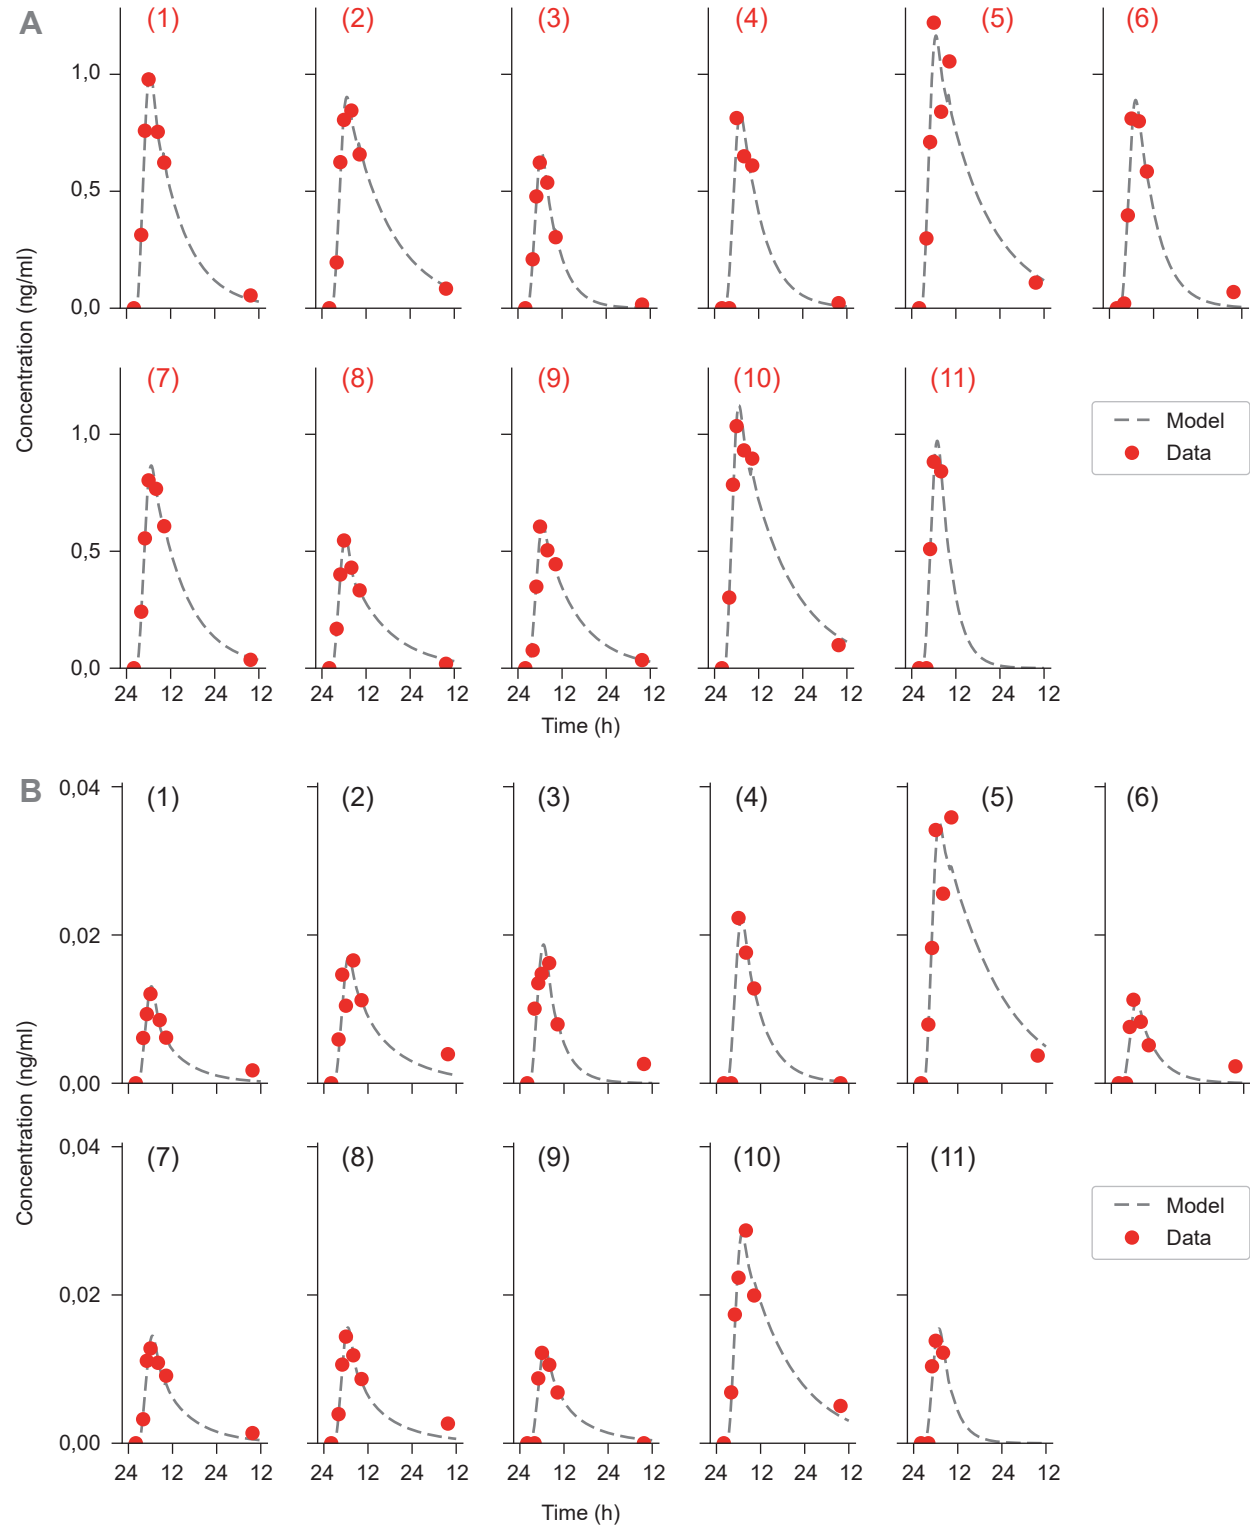 A
(1) (2) (3) (4) (5) (6)
1,0
0,5
0,0
Concentration (ng/ml)
(7) (8) (9) (10) (11)
1,0
0,5
0,0
Model
Data
24 12 24 12 24 12 24 12 24 12 24 12 24 12 24 12 24 12 24 12
Time (h)
B
0,04
(1) (2) (3) (4) (5) (6)
0,02
0,00
Concentration (ng/ml)
0,04
(7) (8) (9) (10) (11)
0,02
0,00
Model
Data
24 12 24 12 24 12 24 12 24 12 24 12 24 12 24 12 24 12 24 12
Time (h)